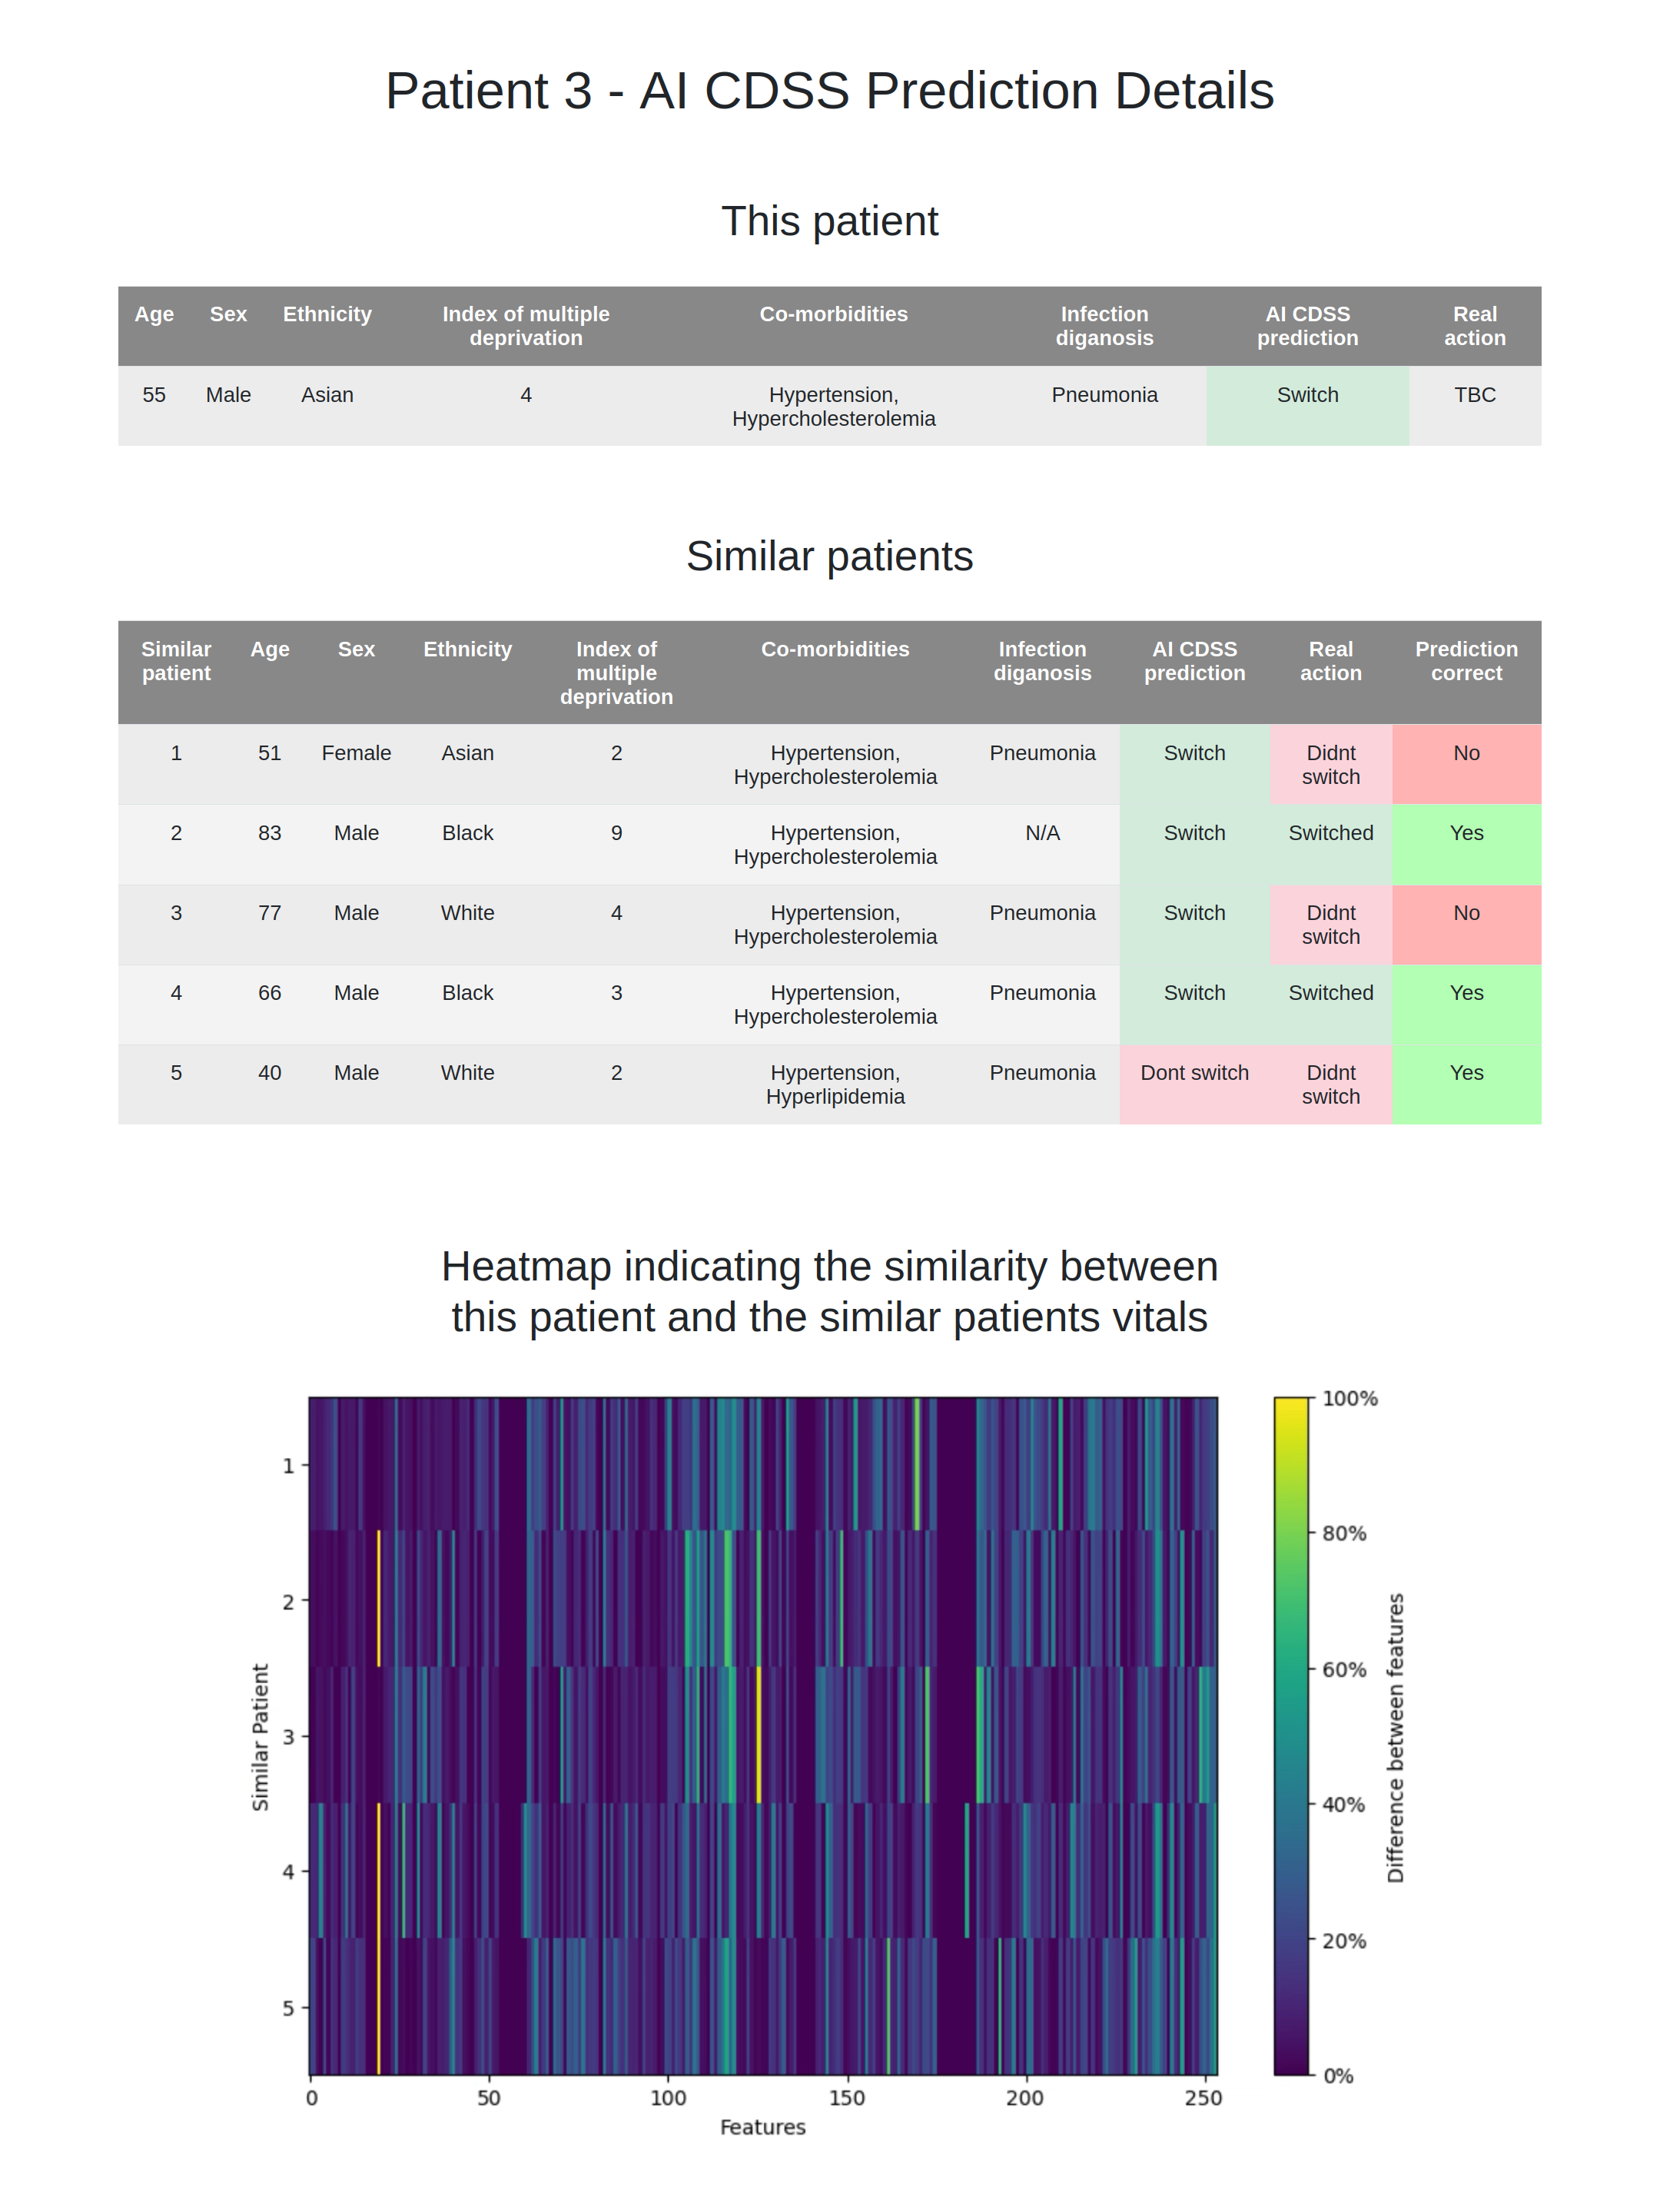 Patient 3 - AI CDSS Prediction Details
This patient
Age Sex Ethnicity Index of multiple deprivation Co-morbidities Infection diganosis AI CDSS prediction Real action
55 Male Asian 4 Hypertension, Hypercholesterolemia Pneumonia Switch TBC
Similar patients
Similar patient Age Sex Ethnicity Index of multiple deprivation Co-morbidities Infection diganosis AI CDSS prediction Real action Prediction correct
1 51 Female Asian 2 Hypertension, Hypercholesterolemia Pneumonia Switch Didnt switch No
2 83 Male Black 9 Hypertension, Hypercholesterolemia N/A Switch Switched Yes
3 77 Male White 4 Hypertension, Hypercholesterolemia Pneumonia Switch Didnt switch No
4 66 Male Black 3 Hypertension, Hypercholesterolemia Pneumonia Switch Switched Yes
5 40 Male White 2 Hypertension, Hyperlipidemia Pneumonia Dont switch Didnt switch Yes
Heatmap indicating the similarity between
this patient and the similar patients vitals
Similar Patient
1
2
3
4
5
0 50 100 150 200 250
Features
100%
80%
60%
40%
20%
0%
Difference between features